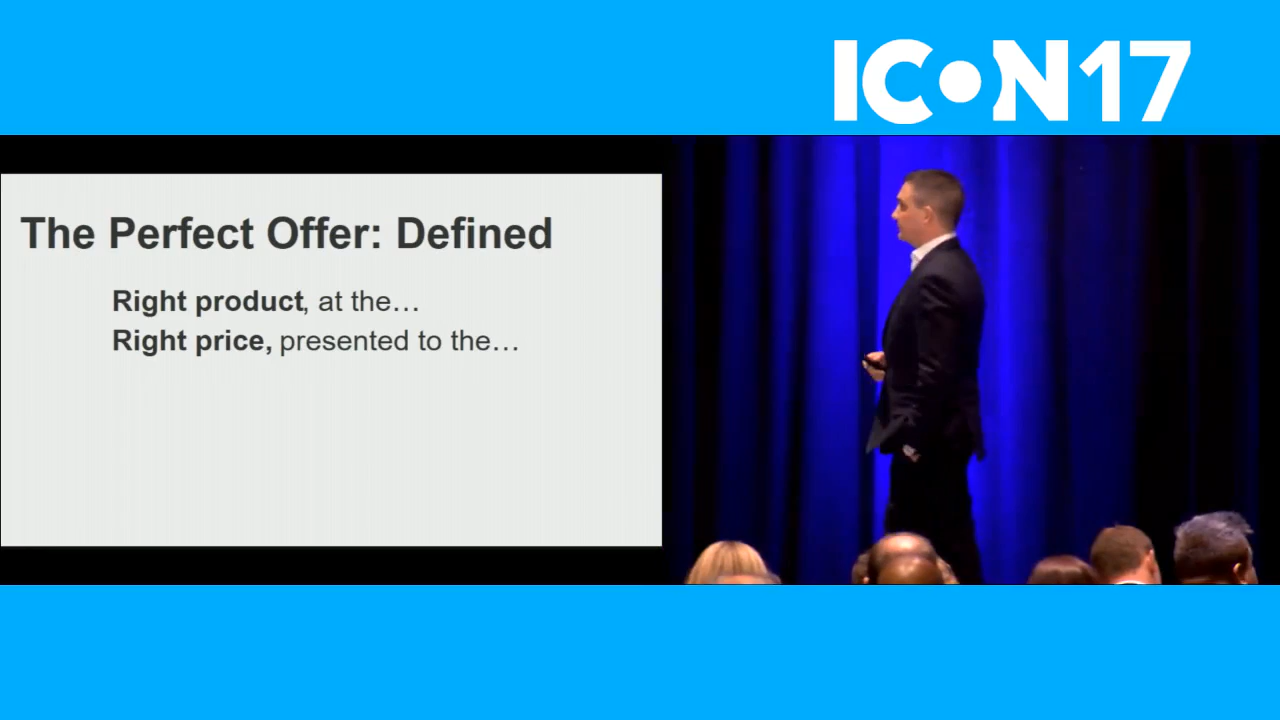 ICON17
The Perfect Offer: Defined
Right product, at the…
Right price, presented to the…